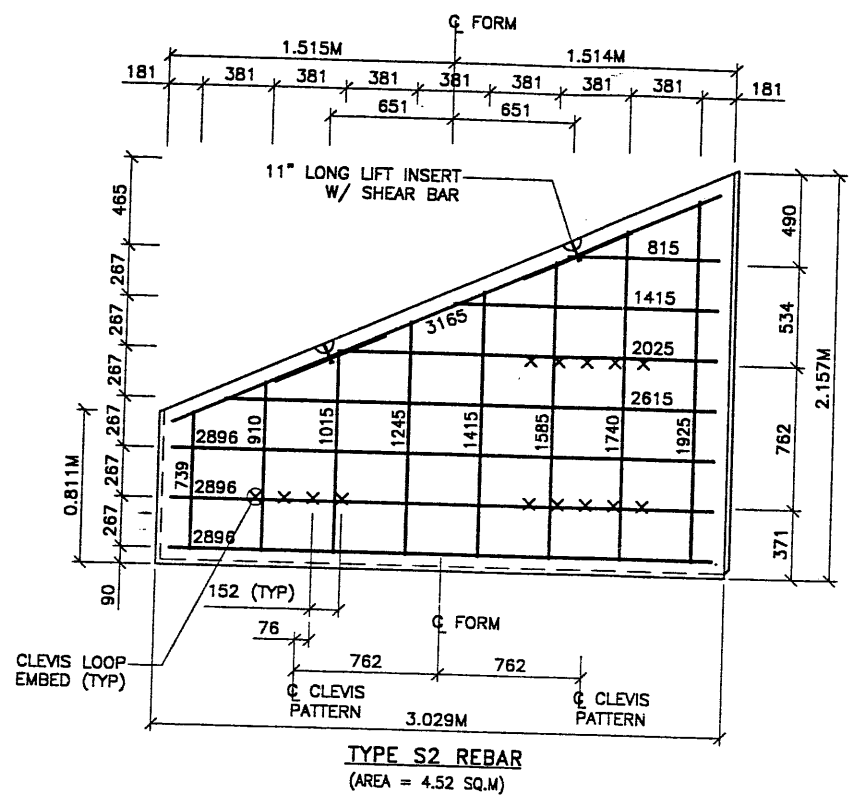 ℄ FORM
1.515M
1.514M
181
381
381
381
381
381
381
381
181
651
651
11" LONG LIFT INSERT
W/ SHEAR BAR
465
267
267
267
267
267
267
90
0.811M
490
534
762
371
2.157M
815
1415
3165
2025
2615
2896
2896
2896
739
910
1015
1245
1415
1585
1740
1925
152 (TYP)
76
℄ FORM
CLEVIS LOOP
EMBED (TYP)
762
762
℄ CLEVIS
PATTERN
℄ CLEVIS
PATTERN
3.029M
TYPE S2 REBAR
(AREA = 4.52 SQ.M)